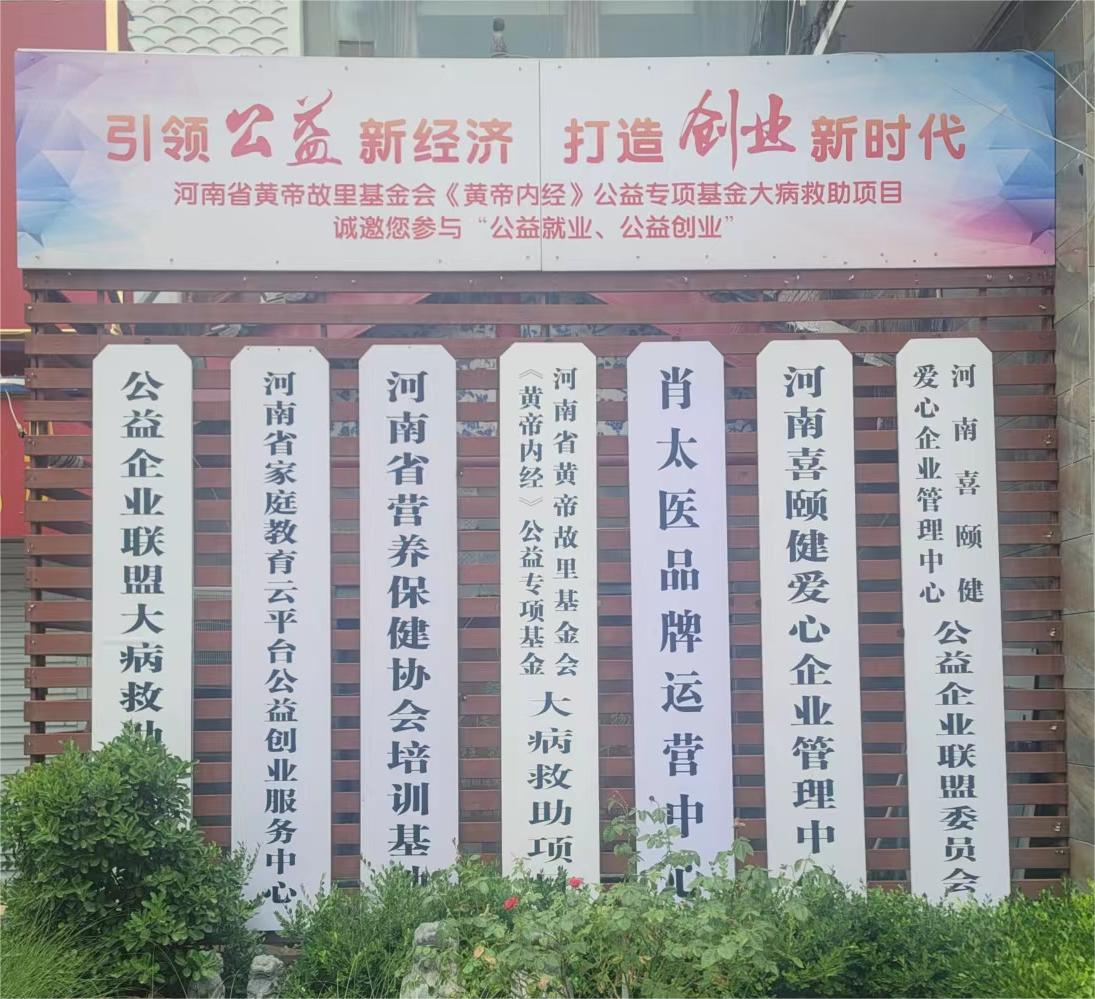 引领公益新经济 打造创业新时代
河南省黄帝故里基金会《黄帝内经》公益专项基金大病救助项目
诚邀您参与“公益就业、公益创业”
公益企业联盟大病救助
河南省家庭教育云平台公益创业服务中心
河南省营养保健协会培训基地
河南省黄帝故里基金会
《黄帝内经》公益专项基金
大病救助项
肖太医品牌运营中心
河南喜颐健爱心企业管理中
河南喜颐健
爱心企业管理中心
公益企业联盟委员会